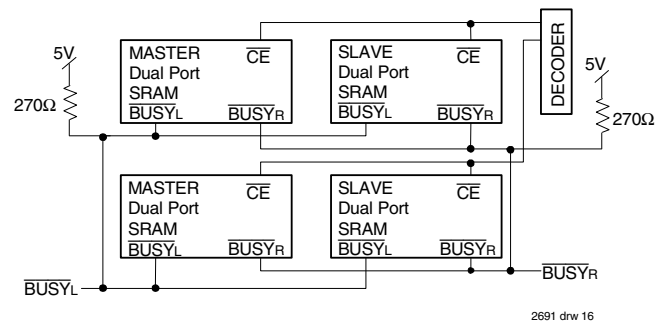 5V
270Ω
MASTER
Dual Port
SRAM
BUSYL
CE
BUSYR
SLAVE
Dual Port
SRAM
BUSYL
CE
BUSYR
DECODER
5V
270Ω
MASTER
Dual Port
SRAM
BUSYL
CE
BUSYR
SLAVE
Dual Port
SRAM
BUSYL
CE
BUSYR
BUSYL
BUSYR
2691 drw 16